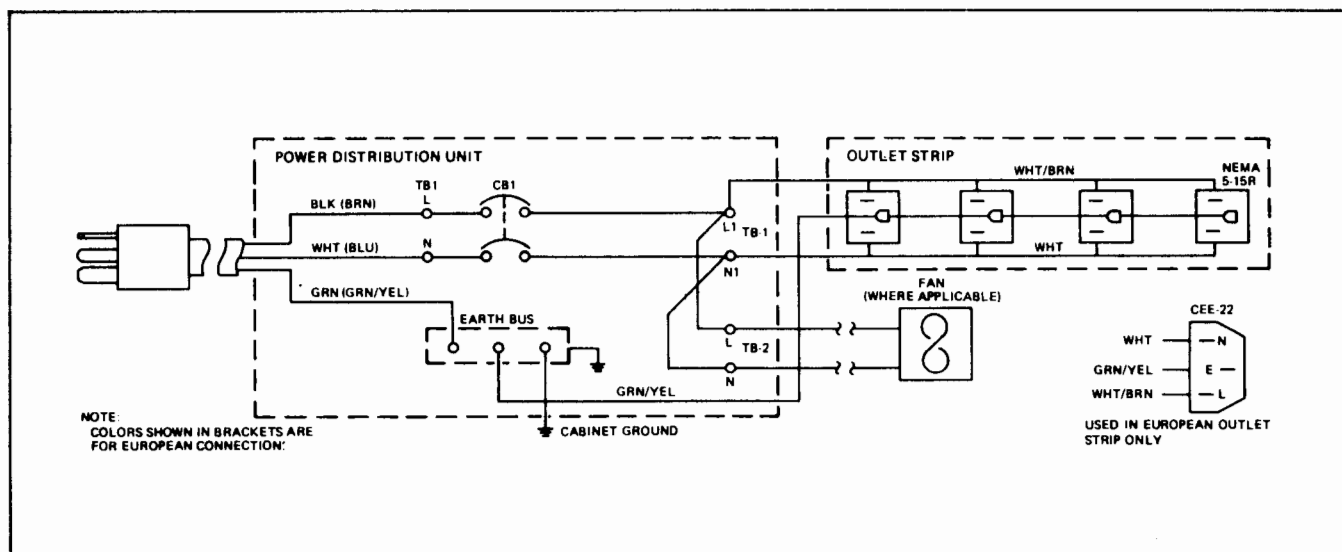 POWER DISTRIBUTION UNIT
TB1
L
CB1
BLK (BRN)
WHT (BLU)
N
GRN (GRN/YEL)
EARTH BUS
L1
TB-1
N1
L
TB-2
N
GRN/YEL
CABINET GROUND
NOTE:
COLORS SHOWN IN BRACKETS ARE
FOR EUROPEAN CONNECTION.
OUTLET STRIP
WHT/BRN
NEMA
5-15R
WHT
FAN
(WHERE APPLICABLE)
CEE-22
WHT
N
GRN/YEL
E
WHT/BRN
L
USED IN EUROPEAN OUTLET
STRIP ONLY